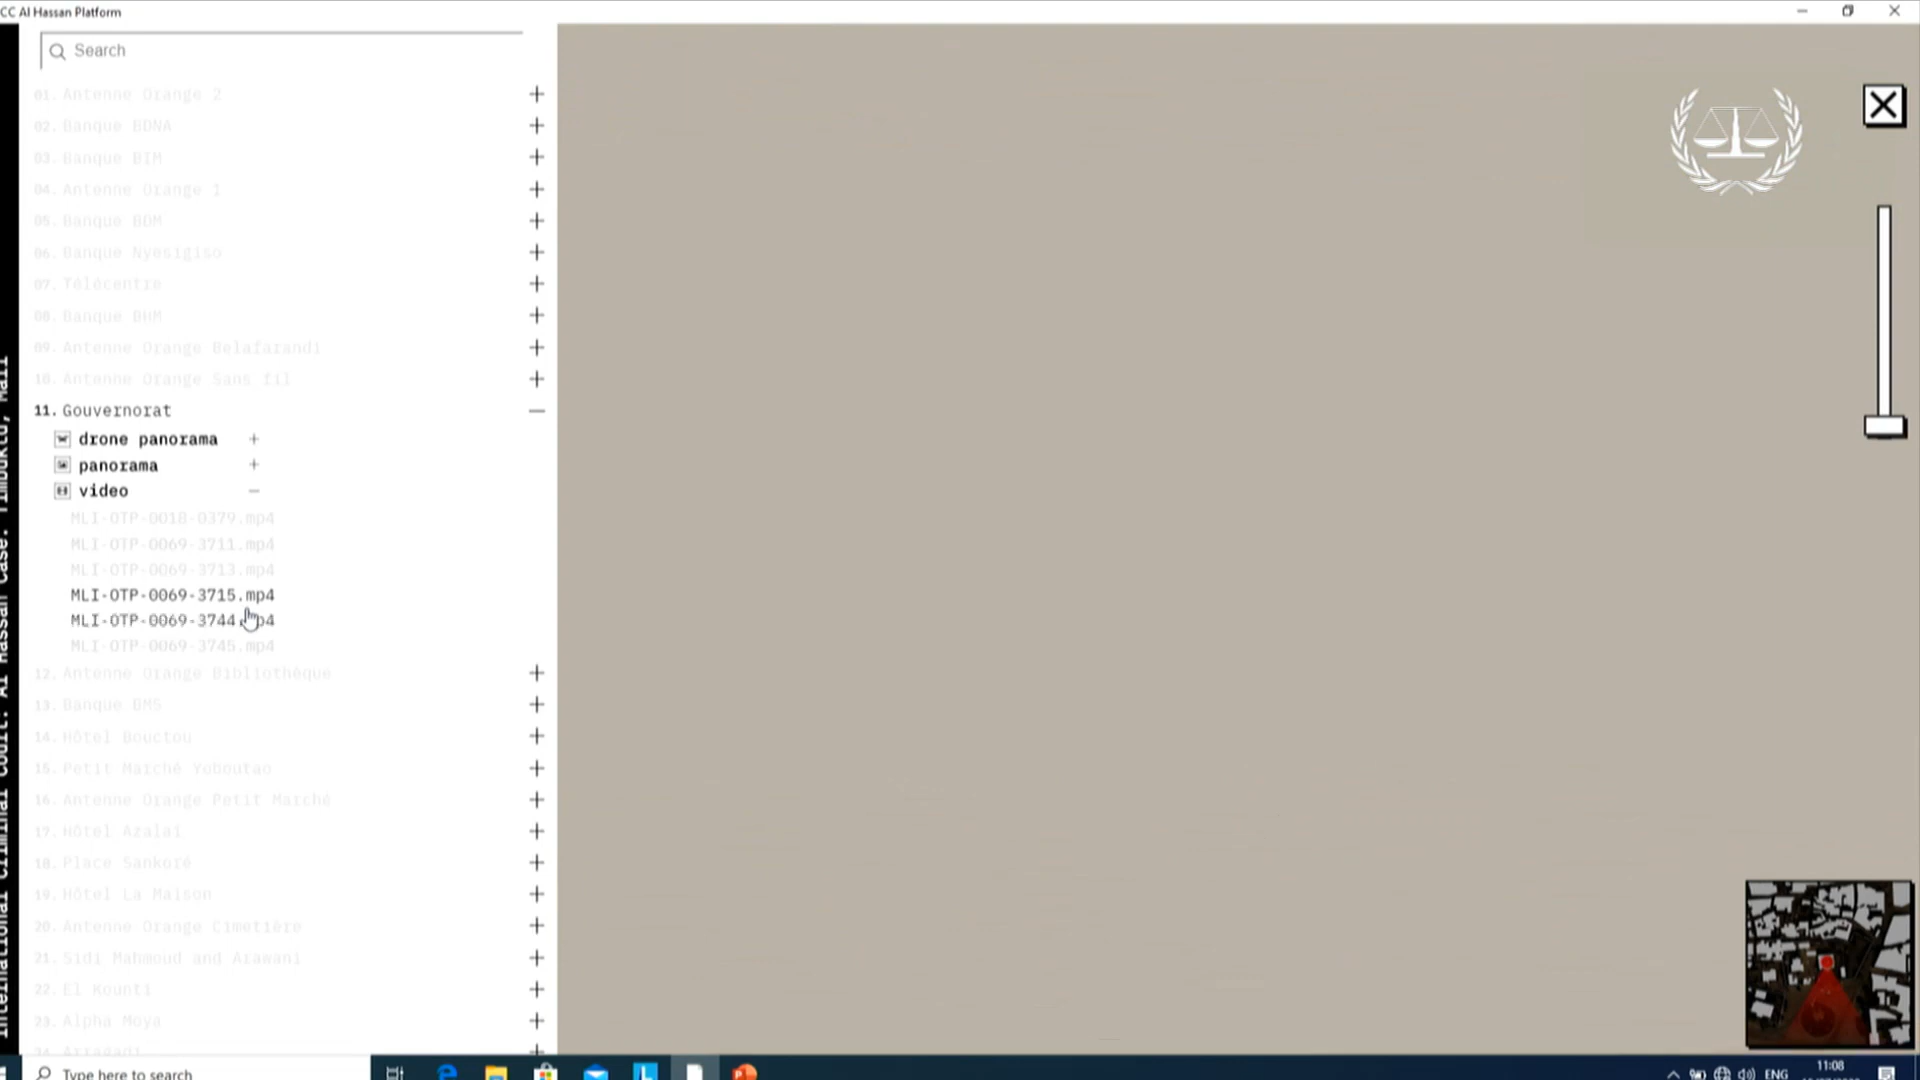 CC Al Hassan Platform
Search
01. Antenne Orange 2
02. Banque BDNA
03. Banque BIM
04. Antenne Orange 1
05. Banque BDM
06. Banque Nyesigiso
07. Télécentre
08. Banque BHM
09. Antenne Orange Belafarandi
10. Antenne Orange Sans fil
11. Gouvernorat
drone panorama
panorama
video
MLI-OTP-0018-0379.mp4
MLI-OTP-0069-3711.mp4
MLI-OTP-0069-3713.mp4
MLI-OTP-0069-3715.mp4
MLI-OTP-0069-3744.mp4
MLI-OTP-0069-3745.mp4
12. Antenne Orange Bibliothèque
13. Banque BMS
14. Hôtel Bouctou
15. Petit Marché Yoboutao
16. Antenne Orange Petit Marché
17. Hôtel Azalai
18. Place Sankoré
19. Hôtel La Maison
20. Antenne Orange Cimetière
21. Sidi Mahmoud and Arawani
22. El Kounti
23. Alpha Moya
International Criminal Court. Al Hassan Case. Timbuktu, Mali
Type here to search
ENG
11:08